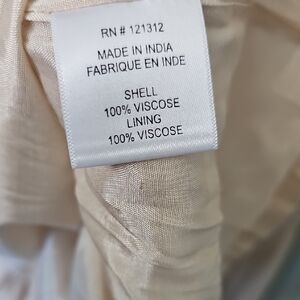 RN # 121312
MADE IN INDIA
FABRIQUE EN INDE
SHELL
100% VISCOSE
LINING
100% VISCOSE